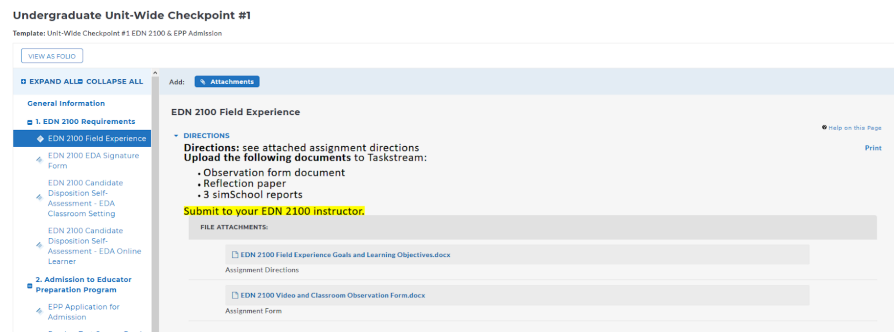 Undergraduate Unit-Wide Checkpoint #1
Template: Unit-Wide Checkpoint #1 EDN 2100 & EPP Admission
VIEW AS FOLIO
EXPAND ALL COLLAPSE ALL
Add: Attachments
General Information
1. EDN 2100 Requirements
EDN 2100 Field Experience
EDN 2100 EDA Signature
Form
EDN 2100 Candidate
Disposition Self-
Assessment - EDA
Classroom Setting
EDN 2100 Candidate
Disposition Self-
Assessment - EDA Online
Learner
2. Admission to Educator
Preparation Program
EPP Application for
Admission
EDN 2100 Field Experience
Help on this Page
DIRECTIONS
Print
Directions: see attached assignment directions
Upload the following documents to Taskstream:
• Observation form document
• Reflection paper
• 3 simSchool reports
Submit to your EDN 2100 instructor.
FILE ATTACHMENTS:
EDN 2100 Field Experience Goals and Learning Objectives.docx
Assignment Directions
EDN 2100 Video and Classroom Observation Form.docx
Assignment Form